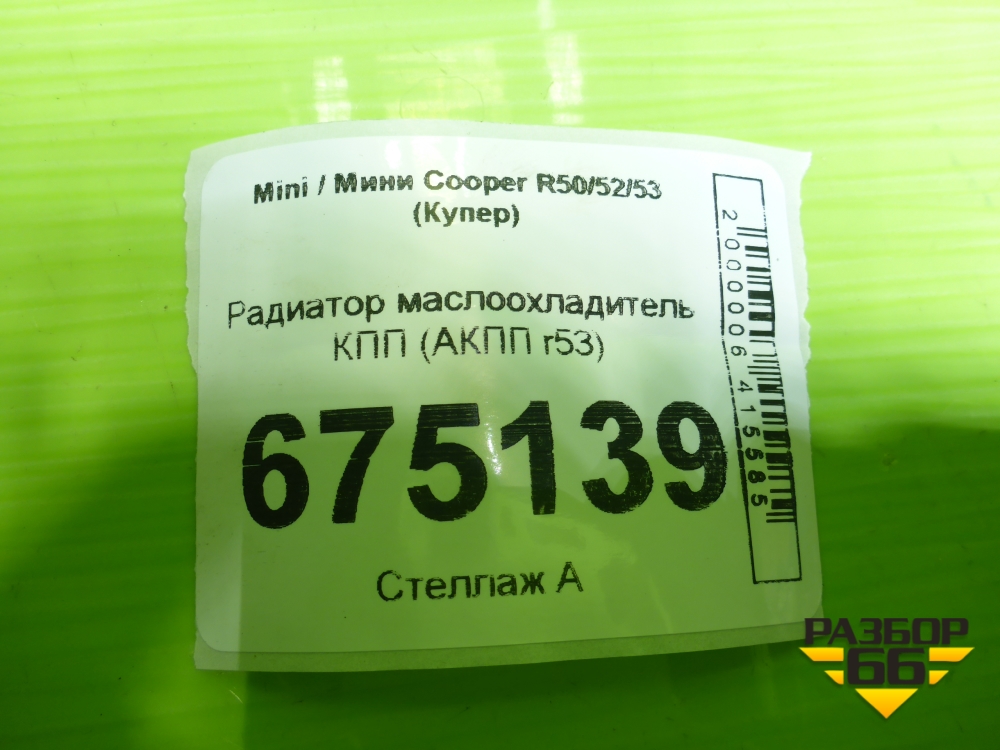 Mini / Мини Cooper R50/52/53
(Купер)
Радиатор маслоохладитель
КПП (АКПП r53)
675139
Стеллаж А
2000006415585
РАЗБОР
66